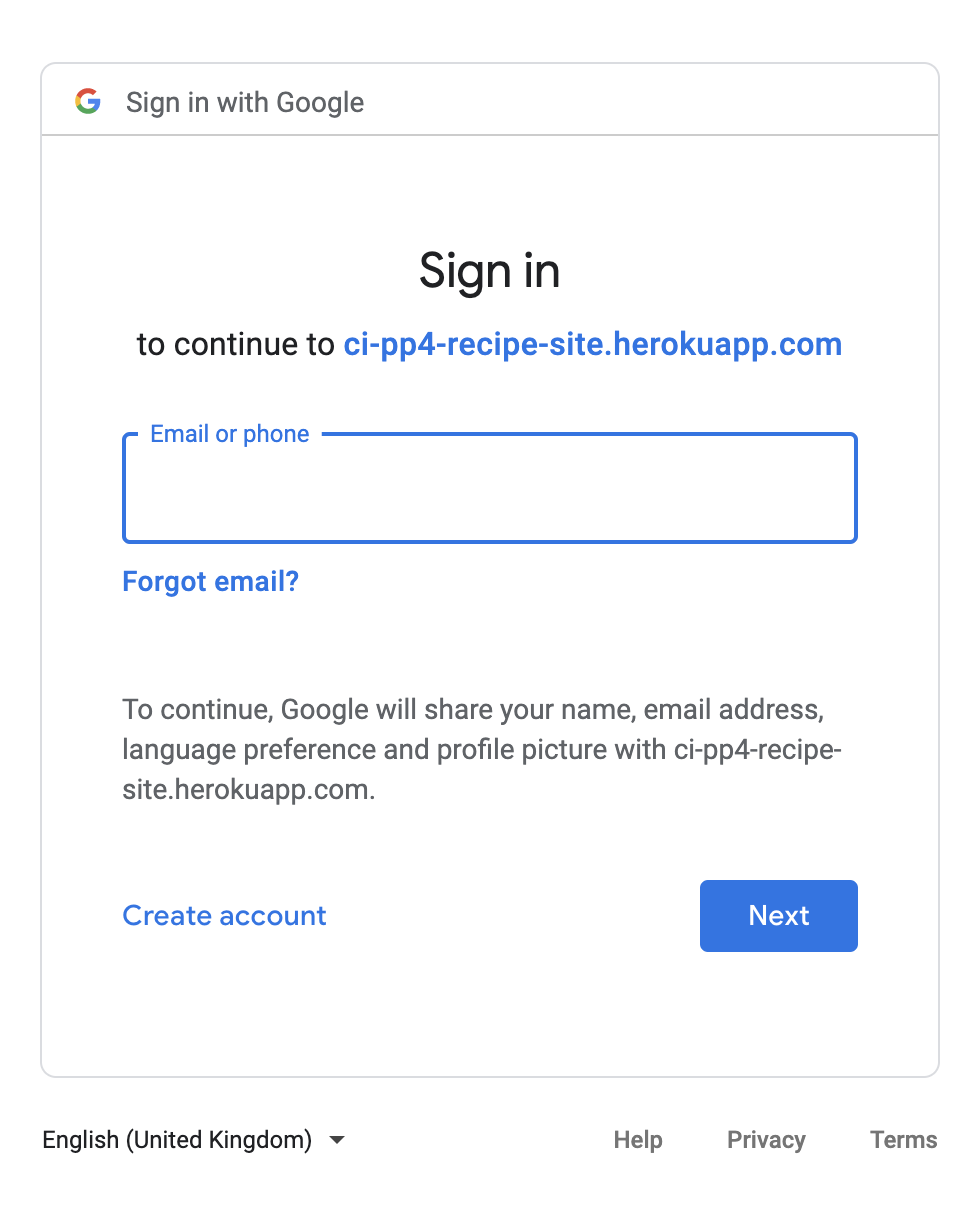 Sign in with Google
Sign in
to continue to ci-pp4-recipe-site.herokuapp.com
Email or phone
Forgot email?
To continue, Google will share your name, email address,
language preference and profile picture with ci-pp4-recipe-
site.herokuapp.com.
Create account
Next
English (United Kingdom)
Help
Privacy
Terms